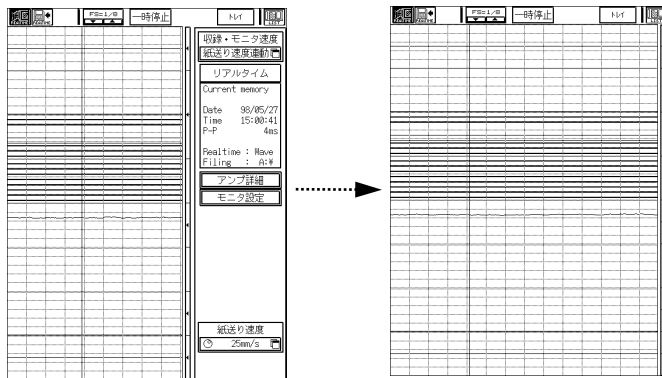 FS=1/8
一時停止
トレイ
LIST
収録・モニタ速度
紙送り速度連動
リアルタイム
Current memory
Date 98/05/27
Time 15:00:41
P-P 4ms
Realtime : Wave
Filing : A:¥
アンプ詳細
モニタ設定
紙送り速度
25mm/s
FS=1/8
一時停止
トレイ